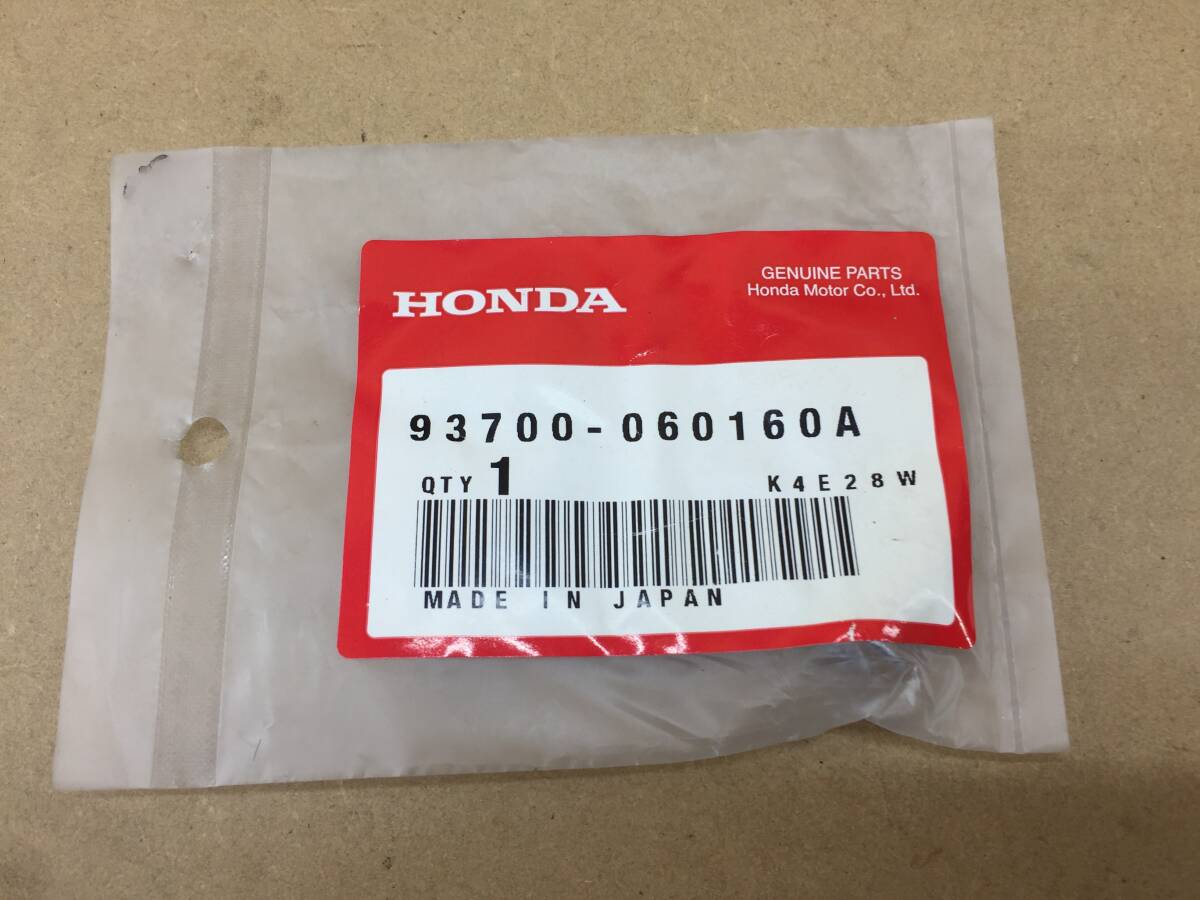 HONDA
GENUINE PARTS
Honda Motor Co., Ltd.
93700-060160A
QTY 1 K4E28W
MADE IN JAPAN